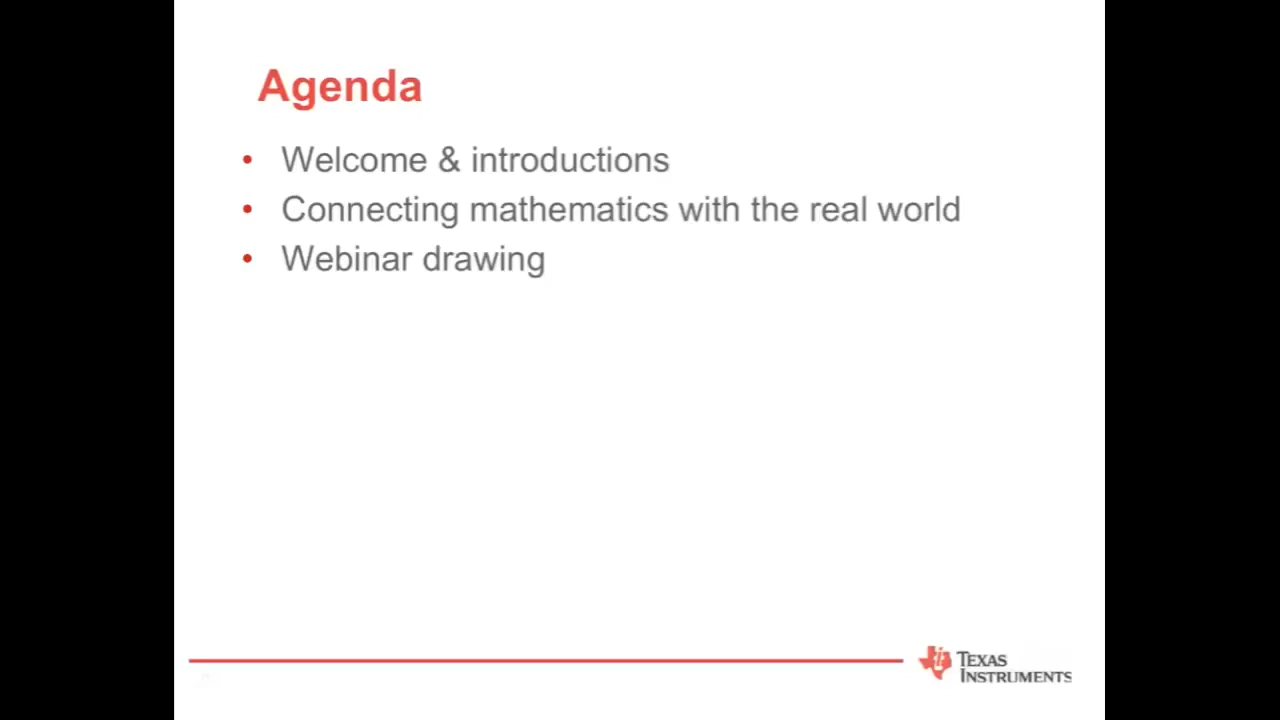 Agenda
• Welcome & introductions
• Connecting mathematics with the real world
• Webinar drawing
TEXAS
INSTRUMENTS